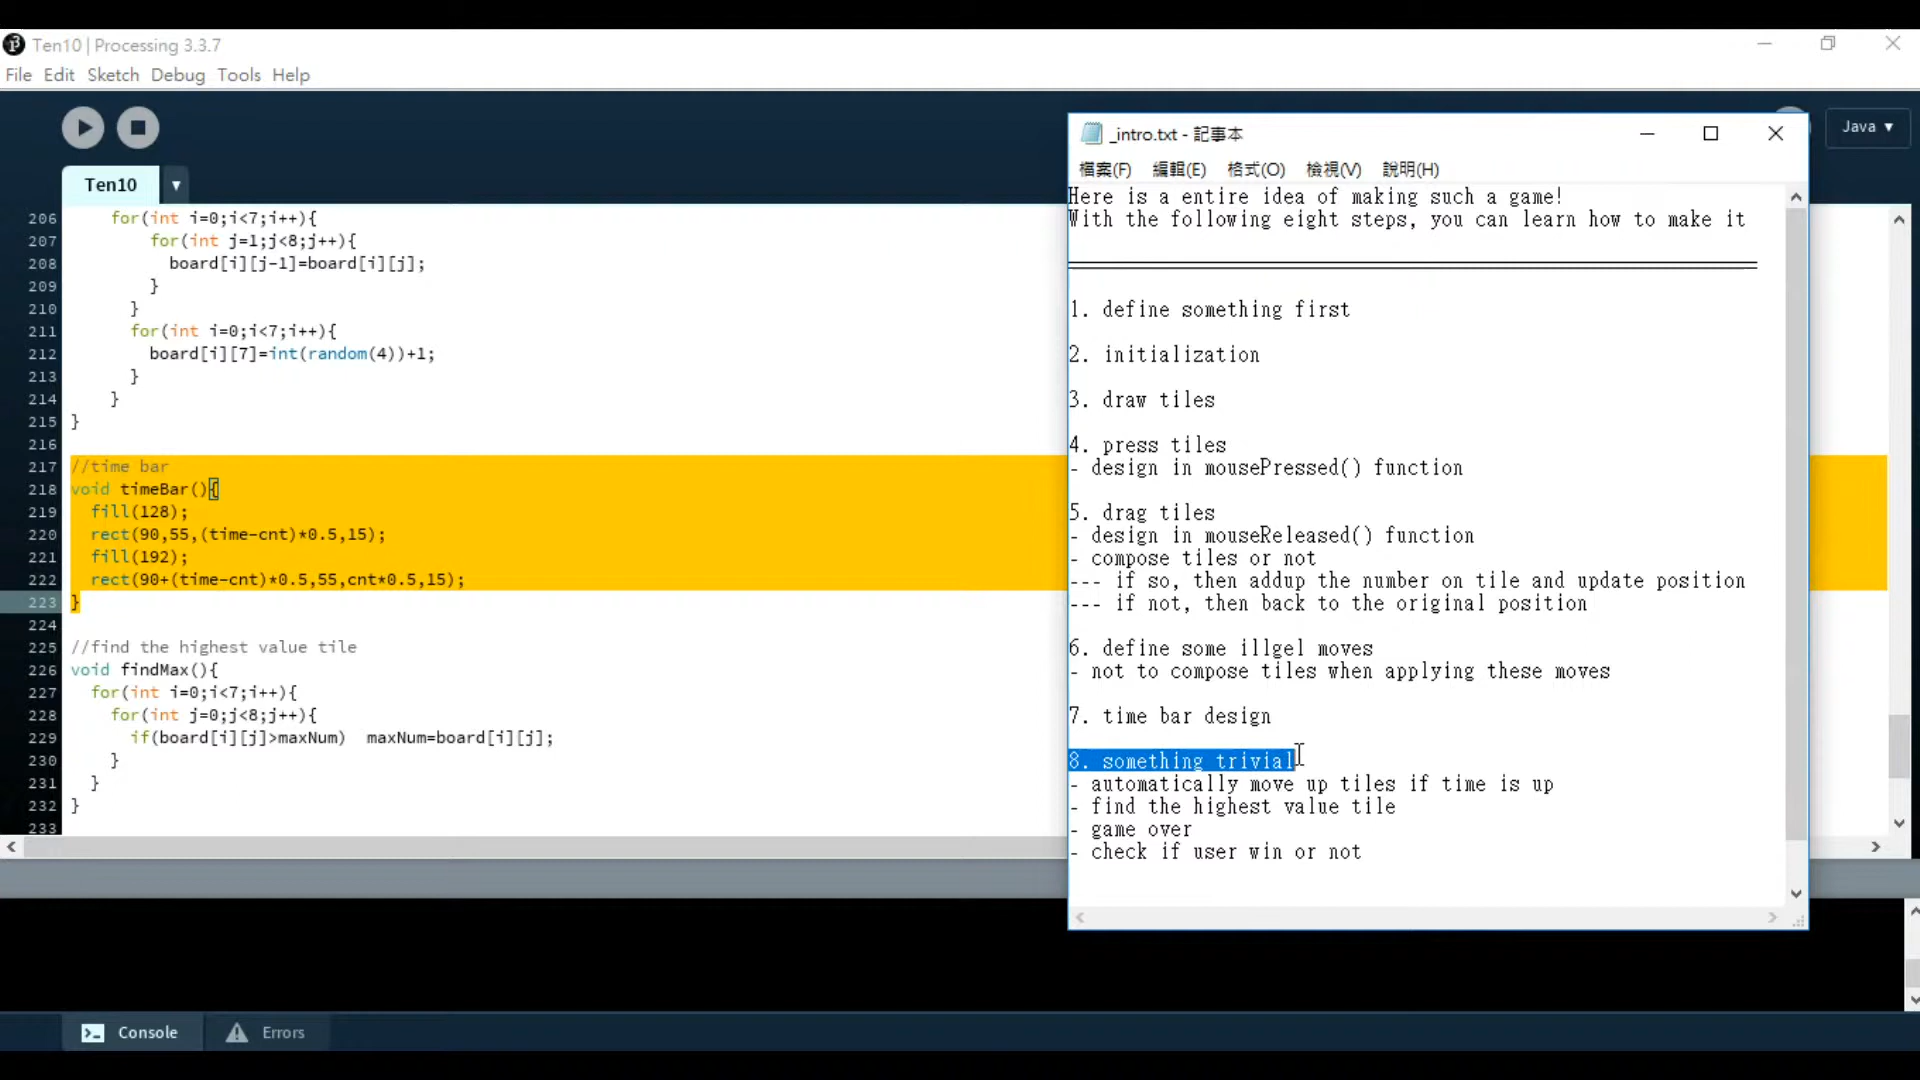 Ten10 | Processing 3.3.7
File Edit Sketch Debug Tools Help
Java
Ten10
206 for(int i=0;i<7;i++){
207 for(int j=1;j<8;j++){
208 board[i][j-1]=board[i][j];
209 }
210 }
211 for(int i=0;i<7;i++){
212 board[i][7]=int(random(4))+1;
213 }
214 }
215 }
216
217 //time bar
218 void timeBar(){
219 fill(128);
220 rect(90,55,(time-cnt)*0.5,15);
221 fill(192);
222 rect(90+(time-cnt)*0.5,55,cnt*0.5,15);
223 }
224
225 //find the highest value tile
226 void findMax(){
227 for(int i=0;i<7;i++){
228 for(int j=0;j<8;j++){
229 if(board[i][j]>maxNum) maxNum=board[i][j];
230 }
231 }
232 }
233
_intro.txt - 記事本
檔案(F) 編輯(E) 格式(O) 檢視(V) 說明(H)
Here is a entire idea of making such a game!
With the following eight steps, you can learn how to make it
1. define something first
2. initialization
3. draw tiles
4. press tiles
- design in mousePressed() function
5. drag tiles
- design in mouseReleased() function
- compose tiles or not
--- if so, then addup the number on tile and update position
--- if not, then back to the original position
6. define some illgel moves
- not to compose tiles when applying these moves
7. time bar design
8. something trivial
- automatically move up tiles if time is up
- find the highest value tile
- game over
- check if user win or not
Console Errors